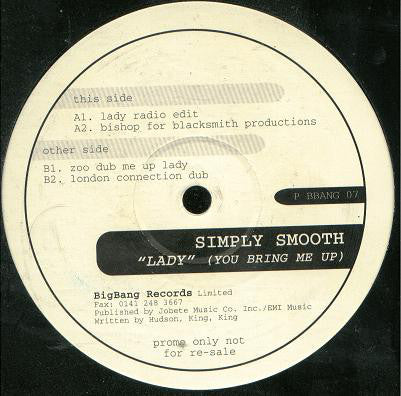 this side
A1. lady radio edit
A2. bishop for blacksmith productions
other side
B1. zoo dub me up lady
B2. london connection dub
P BBANG 07
SIMPLY SMOOTH
"LADY" (YOU BRING ME UP)
BigBang Records Limited
Fax: 0141 248 3667
Published by Jobete Music Co. Inc./EMI Music
Written by Hudson, King, King
promo only not
for re-sale